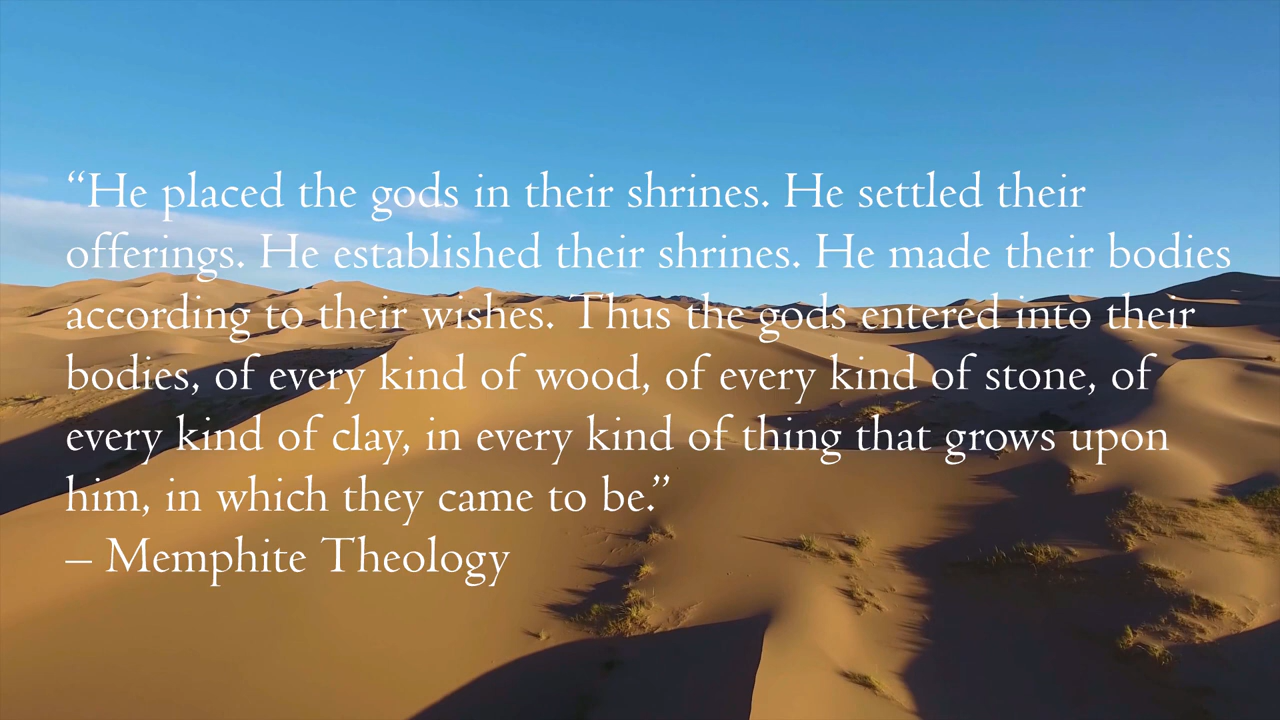 “He placed the gods in their shrines. He settled their
offerings. He established their shrines. He made their bodies
according to their wishes. Thus the gods entered into their
bodies, of every kind of wood, of every kind of stone, of
every kind of clay, in every kind of thing that grows upon
him, in which they came to be.”
– Memphite Theology